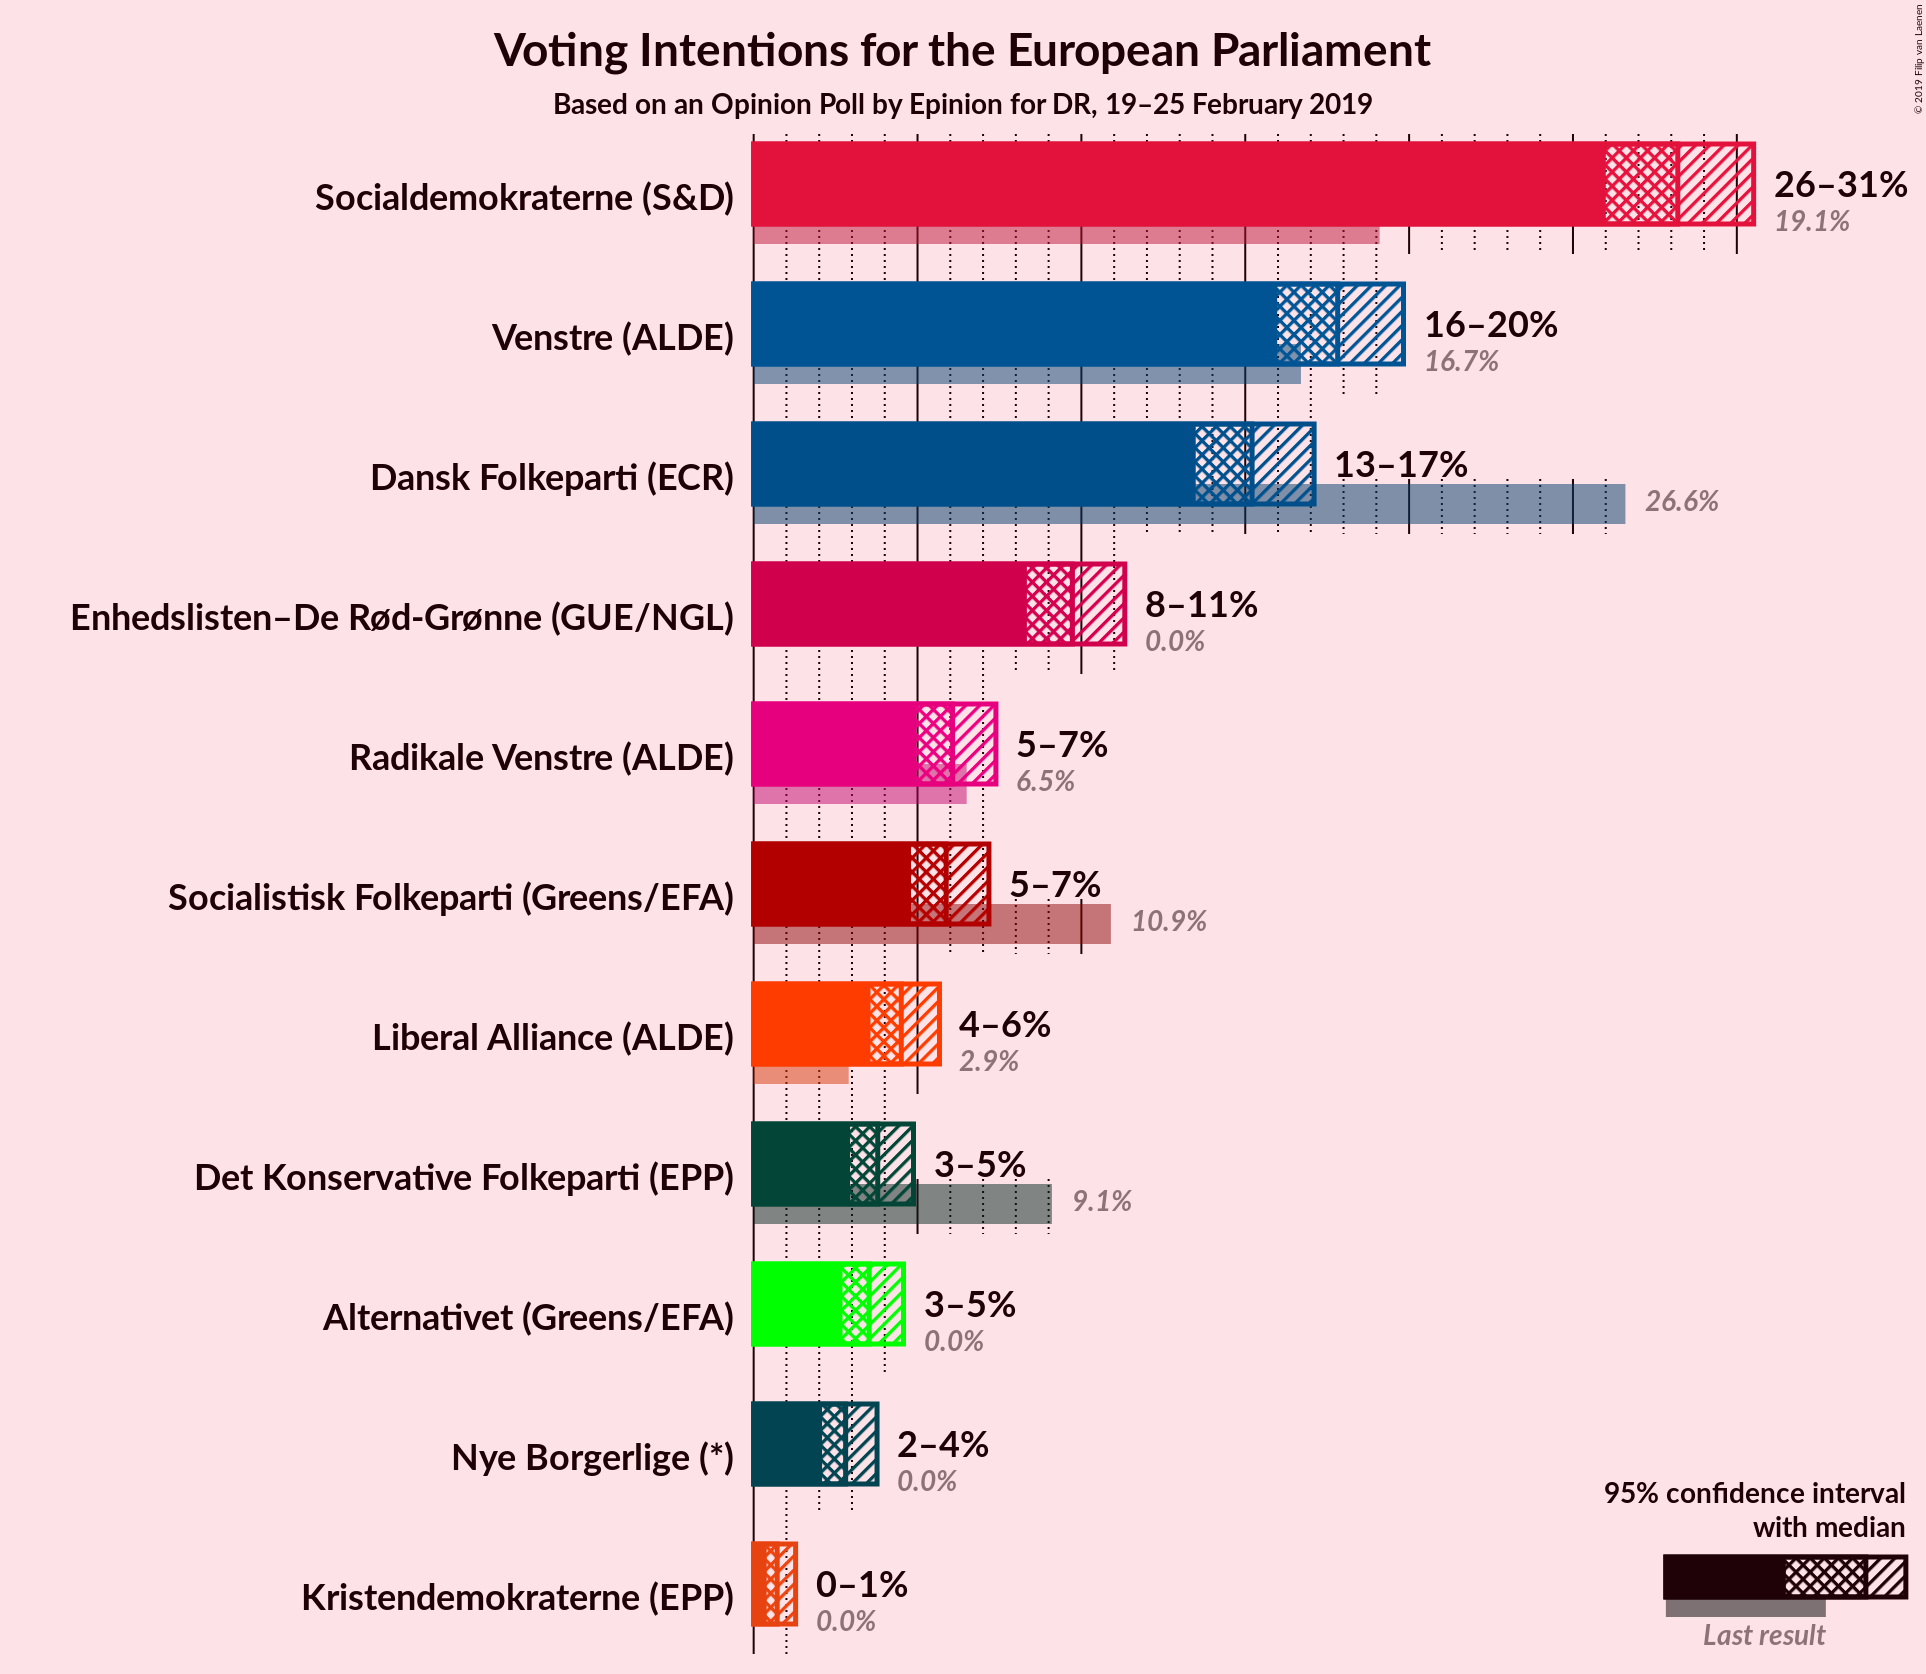 Voting Intentions for the European Parliament
Based on an Opinion Poll by Epinion for DR, 19–25 February 2019
© 2019 Filip van Laenen
Socialdemokraterne (S&D)
26–31%
19.1%
Venstre (ALDE)
16–20%
16.7%
Dansk Folkeparti (ECR)
13–17%
26.6%
Enhedslisten–De Rød-Grønne (GUE/NGL)
8–11%
0.0%
Radikale Venstre (ALDE)
5–7%
6.5%
Socialistisk Folkeparti (Greens/EFA)
5–7%
10.9%
Liberal Alliance (ALDE)
4–6%
2.9%
Det Konservative Folkeparti (EPP)
3–5%
9.1%
Alternativet (Greens/EFA)
3–5%
0.0%
Nye Borgerlige (*)
2–4%
0.0%
Kristendemokraterne (EPP)
0–1%
0.0%
95% confidence interval
with median
Last result